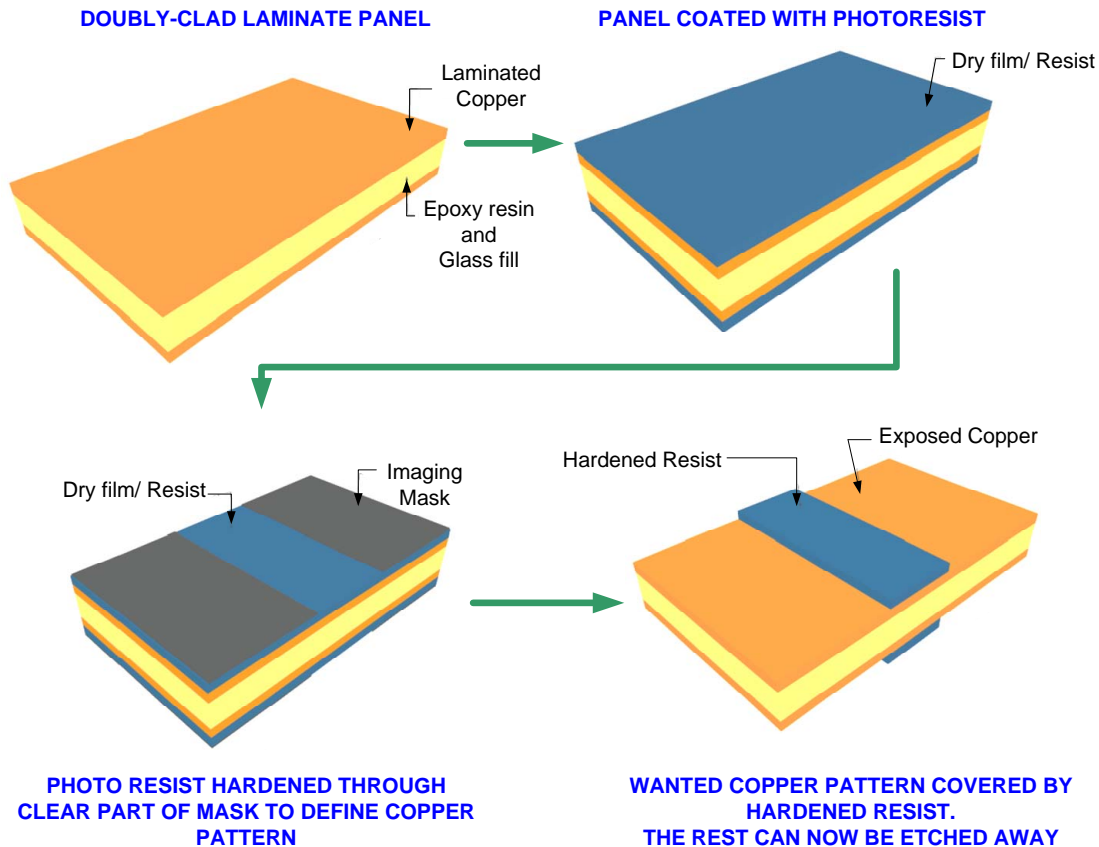 DOUBLY-CLAD LAMINATE PANEL
Laminated
Copper
Epoxy resin
and
Glass fill
PANEL COATED WITH PHOTORESIST
Dry film/ Resist
Dry film/ Resist
Imaging
Mask
PHOTO RESIST HARDENED THROUGH
CLEAR PART OF MASK TO DEFINE COPPER
PATTERN
Hardened Resist
Exposed Copper
WANTED COPPER PATTERN COVERED BY
HARDENED RESIST.
THE REST CAN NOW BE ETCHED AWAY